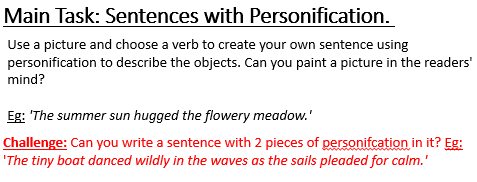 Main Task: Sentences with Personification.
Use a picture and choose a verb to create your own sentence using
personification to describe the objects. Can you paint a picture in the readers'
mind?
Eg: 'The summer sun hugged the flowery meadow.'
Challenge: Can you write a sentence with 2 pieces of personifcation in it? Eg:
'The tiny boat danced wildly in the waves as the sails pleaded for calm.'